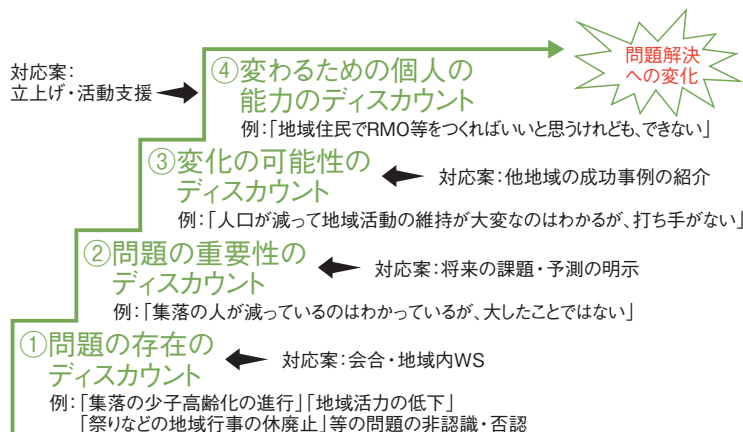 問題解決
への変化
対応案：
立上げ・活動支援
④変わるための個人の
能力のディスカウント
例：「地域住民でRMO等をつくればいいと思うけれども、できない」
③変化の可能性の
ディスカウント
対応案：他地域の成功事例の紹介
例：「人口が減って地域活動の維持が大変なのはわかるが、打ち手がない」
②問題の重要性の
ディスカウント
対応案：将来の課題・予測の明示
例：「集落の人が減っているのはわかっているが、大したことではない」
①問題の存在の
ディスカウント
対応案：会合・地域内WS
例：「集落の少子高齢化の進行」「地域活力の低下」
「祭りなどの地域行事の休廃止」等の問題の非認識・否認